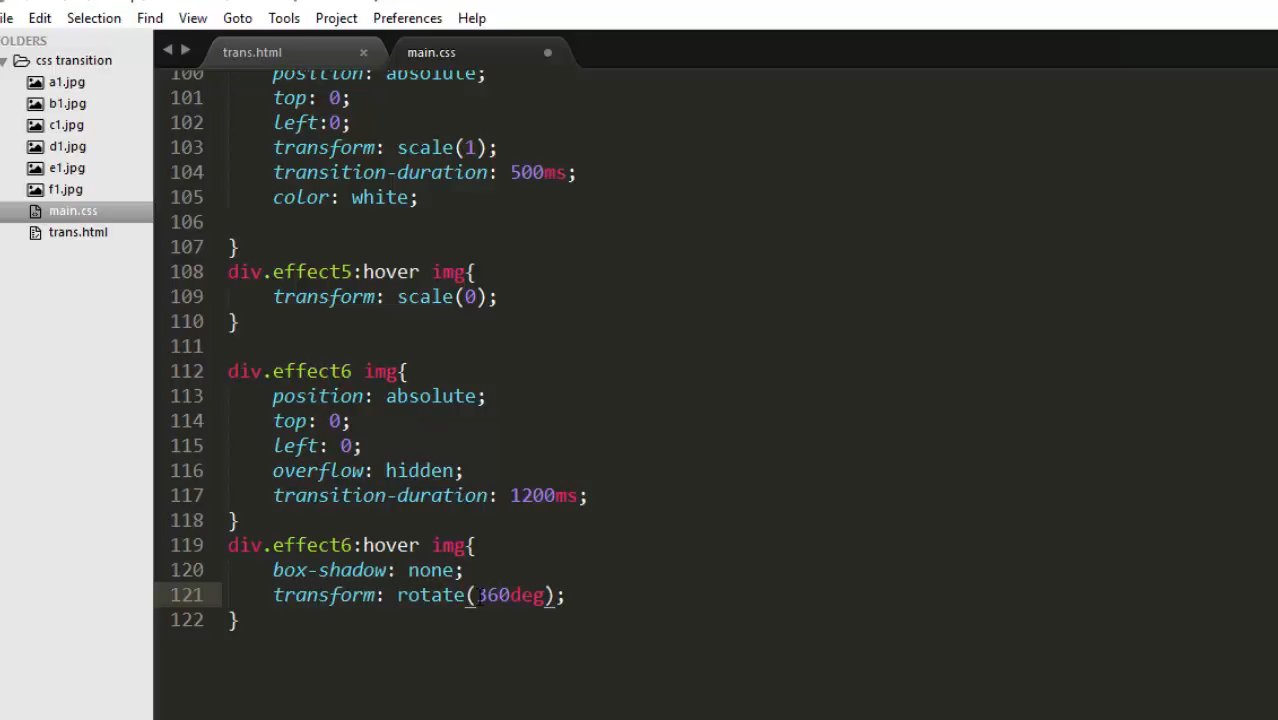 ile Edit Selection Find View Goto Tools Project Preferences Help
OLDERS
css transition
a1.jpg
b1.jpg
c1.jpg
d1.jpg
e1.jpg
f1.jpg
main.css
trans.html
trans.html × main.css
100 position: absolute;
101 top: 0;
102 left:0;
103 transform: scale(1);
104 transition-duration: 500ms;
105 color: white;
106
107 }
108 div.effect5:hover img{
109 transform: scale(0);
110 }
111
112 div.effect6 img{
113 position: absolute;
114 top: 0;
115 left: 0;
116 overflow: hidden;
117 transition-duration: 1200ms;
118 }
119 div.effect6:hover img{
120 box-shadow: none;
121 transform: rotate(360deg);
122 }